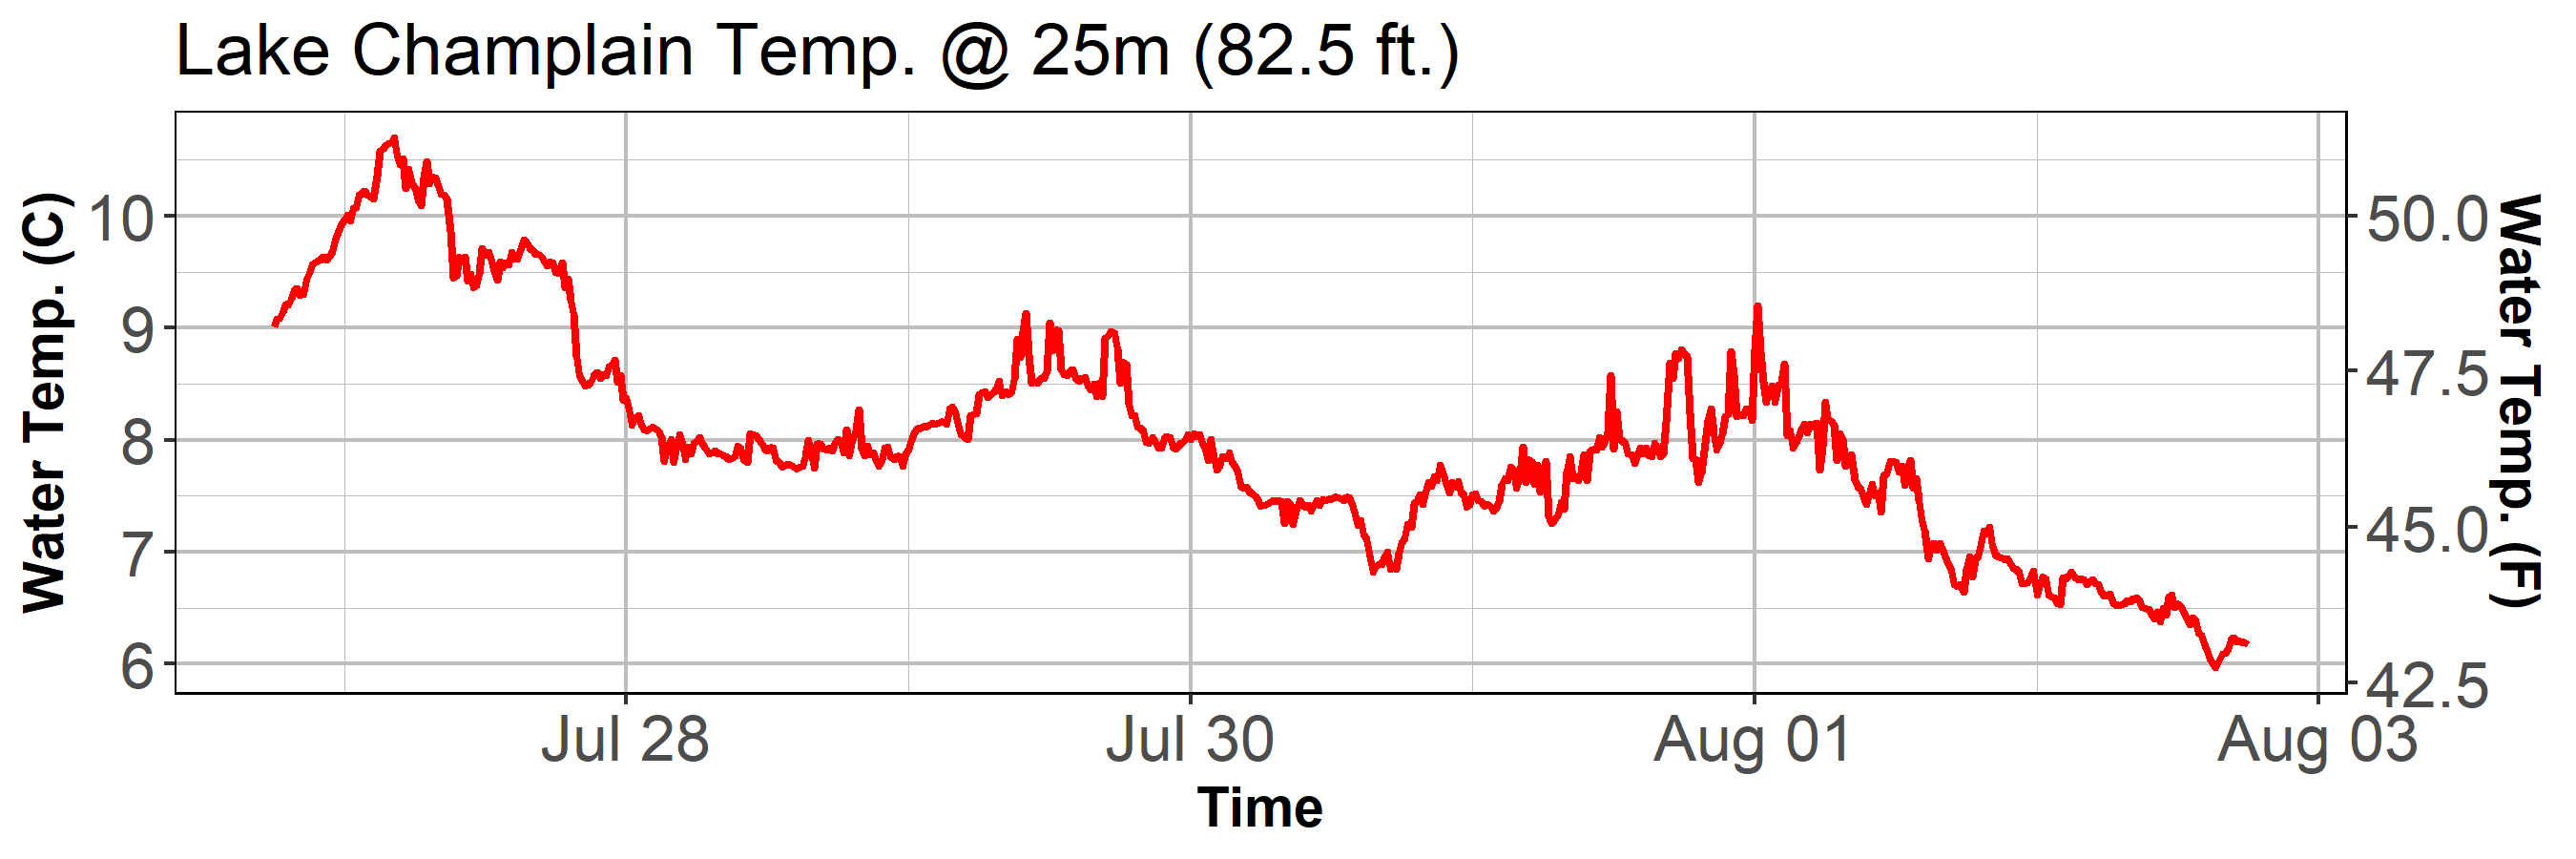 Lake Champlain Temp. @ 25m (82.5 ft.)
Water Temp. (C)
10
9
8
7
6
50.0
47.5
45.0
42.5
Water Temp. (F)
Jul 28
Jul 30
Aug 01
Aug 03
Time